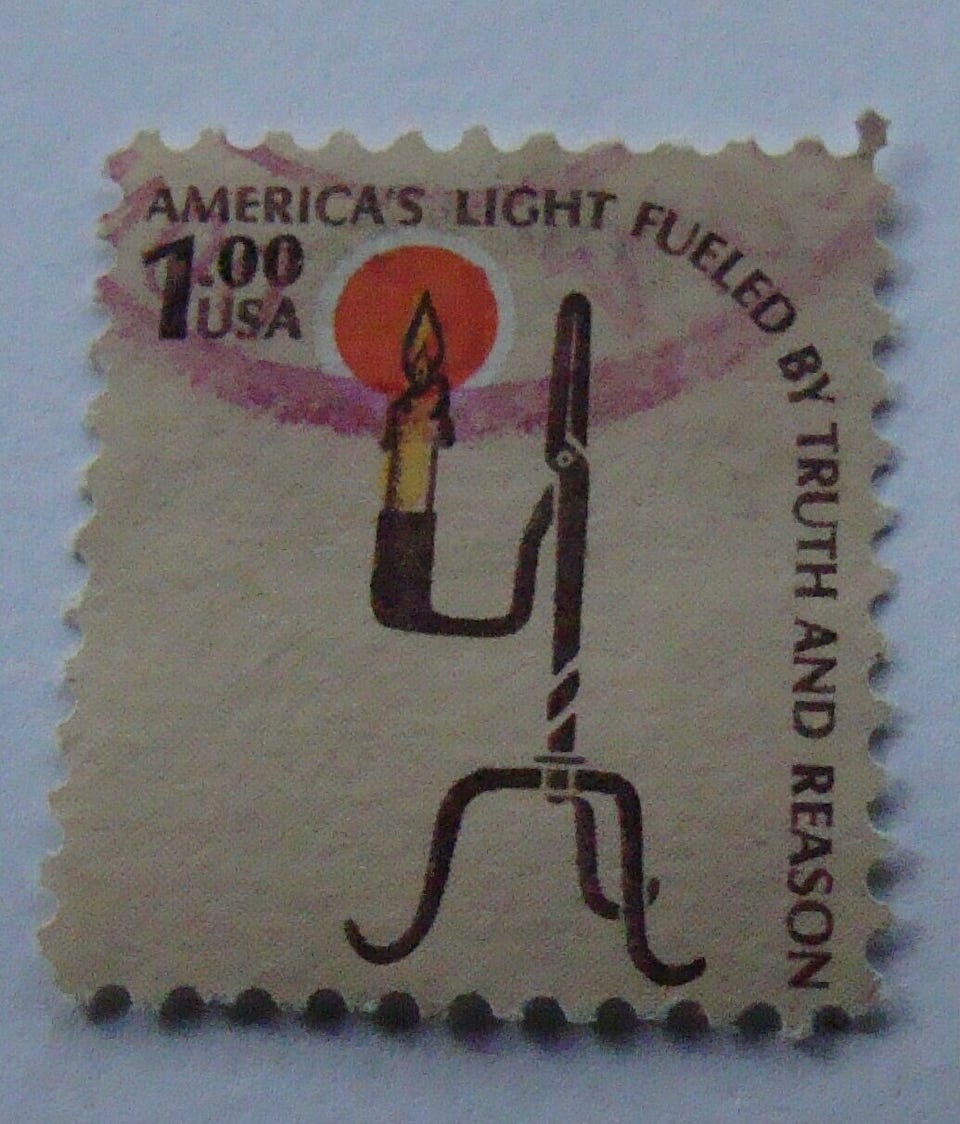 AMERICA'S LIGHT FUELED BY TRUTH AND REASON
1.00
USA